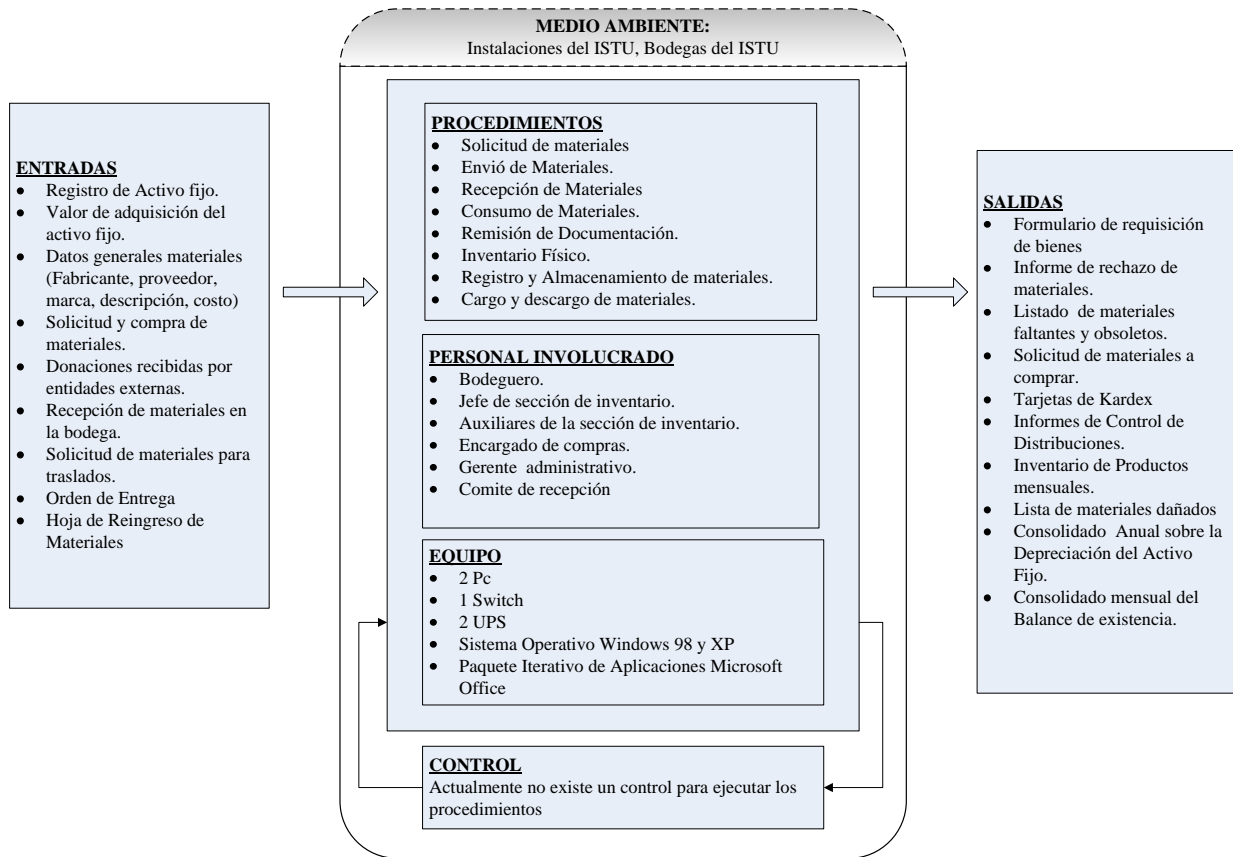 MEDIO AMBIENTE:
Instalaciones del ISTU, Bodegas del ISTU
ENTRADAS
• Registro de Activo fijo.
• Valor de adquisición del
activo fijo.
• Datos generales materiales
(Fabricante, proveedor,
marca, descripción, costo)
• Solicitud y compra de
materiales.
• Donaciones recibidas por
entidades externas.
• Recepción de materiales en
la bodega.
• Solicitud de materiales para
traslados.
• Orden de Entrega
• Hoja de Reingreso de
Materiales
PROCEDIMIENTOS
• Solicitud de materiales
• Envió de Materiales.
• Recepción de Materiales
• Consumo de Materiales.
• Remisión de Documentación.
• Inventario Físico.
• Registro y Almacenamiento de materiales.
• Cargo y descargo de materiales.
PERSONAL INVOLUCRADO
• Bodeguero.
• Jefe de sección de inventario.
• Auxiliares de la sección de inventario.
• Encargado de compras.
• Gerente administrativo.
• Comite de recepción
EQUIPO
• 2 Pc
• 1 Switch
• 2 UPS
• Sistema Operativo Windows 98 y XP
• Paquete Iterativo de Aplicaciones Microsoft
Office
CONTROL
Actualmente no existe un control para ejecutar los
procedimientos
SALIDAS
• Formulario de requisición
de bienes
• Informe de rechazo de
materiales.
• Listado de materiales
faltantes y obsoletos.
• Solicitud de materiales a
comprar.
• Tarjetas de Kardex
• Informes de Control de
Distribuciones.
• Inventario de Productos
mensuales.
• Lista de materiales dañados
• Consolidado Anual sobre la
Depreciación del Activo
Fijo.
• Consolidado mensual del
Balance de existencia.